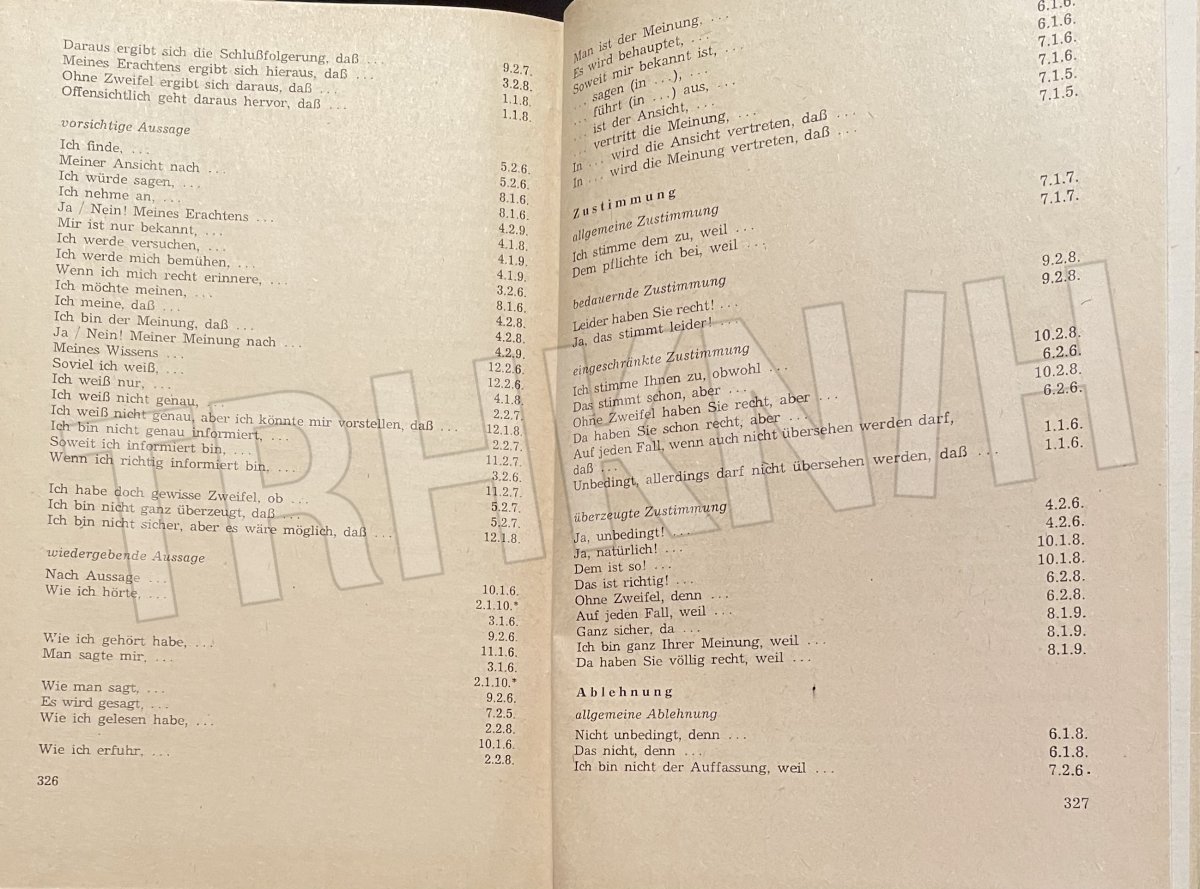 Daraus ergibt sich die Schlußfolgerung, daß ... 9.2.7.
Meines Erachtens ergibt sich hieraus, daß ... 3.2.8.
Ohne Zweifel ergibt sich daraus, daß ... 1.1.8.
Offensichtlich geht daraus hervor, daß ... 1.1.8.
vorsichtige Aussage
Ich finde, ... 5.2.6.
Meiner Ansicht nach ... 5.2.6.
Ich würde sagen, ... 8.1.6.
Ich nehme an, ... 8.1.6.
Ja / Nein! Meines Erachtens ... 4.2.9.
Mir ist nur bekannt, ... 4.1.8.
Ich werde versuchen, ... 4.1.9.
Ich werde mich bemühen, ... 4.1.9.
Wenn ich mich recht erinnere, ... 3.2.6.
Ich möchte meinen, ... 8.1.6.
Ich meine, daß ... 4.2.8.
Ich bin der Meinung, daß ... 4.2.8.
Ja / Nein! Meiner Meinung nach ... 4.2.9.
Meines Wissens ... 12.2.6.
Soviel ich weiß, ... 12.2.6.
Ich weiß nur, ... 4.1.8.
Ich weiß nicht genau, ... 2.2.7.
Ich weiß nicht genau, aber ich könnte mir vorstellen, daß ... 12.1.8.
Ich bin nicht genau informiert, ... 2.2.7.
Soweit ich informiert bin, ... 11.2.7.
Wenn ich richtig informiert bin, ... 3.2.6.
11.2.7.
Ich habe doch gewisse Zweifel, ob ... 5.2.7.
Ich bin nicht ganz überzeugt, daß ... 5.2.7.
Ich bin nicht sicher, aber es wäre möglich, daß ... 12.1.8.
wiedergebende Aussage
Nach Aussage ... 10.1.6.
Wie ich hörte, ... 2.1.10.*
3.1.6.
9.2.6.
Wie ich gehört habe, ... 11.1.6.
Man sagte mir, ... 3.1.6.
2.1.10.*
Wie man sagt, ... 9.2.6.
Es wird gesagt, ... 7.2.5.
Wie ich gelesen habe, ... 2.2.8.
10.1.6.
Wie ich erfuhr, ... 2.2.8.
326
Man ist der Meinung, ...
Es wird behauptet, ...
Soweit mir bekannt ist, ...
... sagen (in ...), ... 6.1.6.
... führt (in ...) aus, ... 6.1.6.
... ist der Ansicht, ... 7.1.6.
... vertritt die Meinung, ... 7.1.6.
In ... wird die Ansicht vertreten, daß ... 7.1.5.
In ... wird die Meinung vertreten, daß ... 7.1.5.
Zustimmung
allgemeine Zustimmung
Ich stimme dem zu, weil ... 7.1.7.
Dem pflichte ich bei, weil ... 7.1.7.
bedauernde Zustimmung
Leider haben Sie recht! ... 9.2.8.
Ja, das stimmt leider! ... 9.2.8.
eingeschränkte Zustimmung
Ich stimme Ihnen zu, obwohl ... 10.2.8.
Das stimmt schon, aber ... 6.2.6.
Ohne Zweifel haben Sie recht, aber ... 10.2.8.
Da haben Sie schon recht, aber ... 6.2.6.
Auf jeden Fall, wenn auch nicht übersehen werden darf,
daß ... 1.1.6.
Unbedingt, allerdings darf nicht übersehen werden, daß ... 1.1.6.
überzeugte Zustimmung
Ja, unbedingt! ... 4.2.6.
Ja, natürlich! ... 4.2.6.
Dem ist so! ... 10.1.8.
Das ist richtig! ... 10.1.8.
Ohne Zweifel, denn ... 6.2.8.
Auf jeden Fall, weil ... 6.2.8.
Ganz sicher, da ... 8.1.9.
Ich bin ganz Ihrer Meinung, weil ... 8.1.9.
Da haben Sie völlig recht, weil ... 8.1.9.
Ablehnung
allgemeine Ablehnung
Nicht unbedingt, denn ... 6.1.8.
Das nicht, denn ... 6.1.8.
Ich bin nicht der Auffassung, weil ... 7.2.6.
327
TRHKN/H